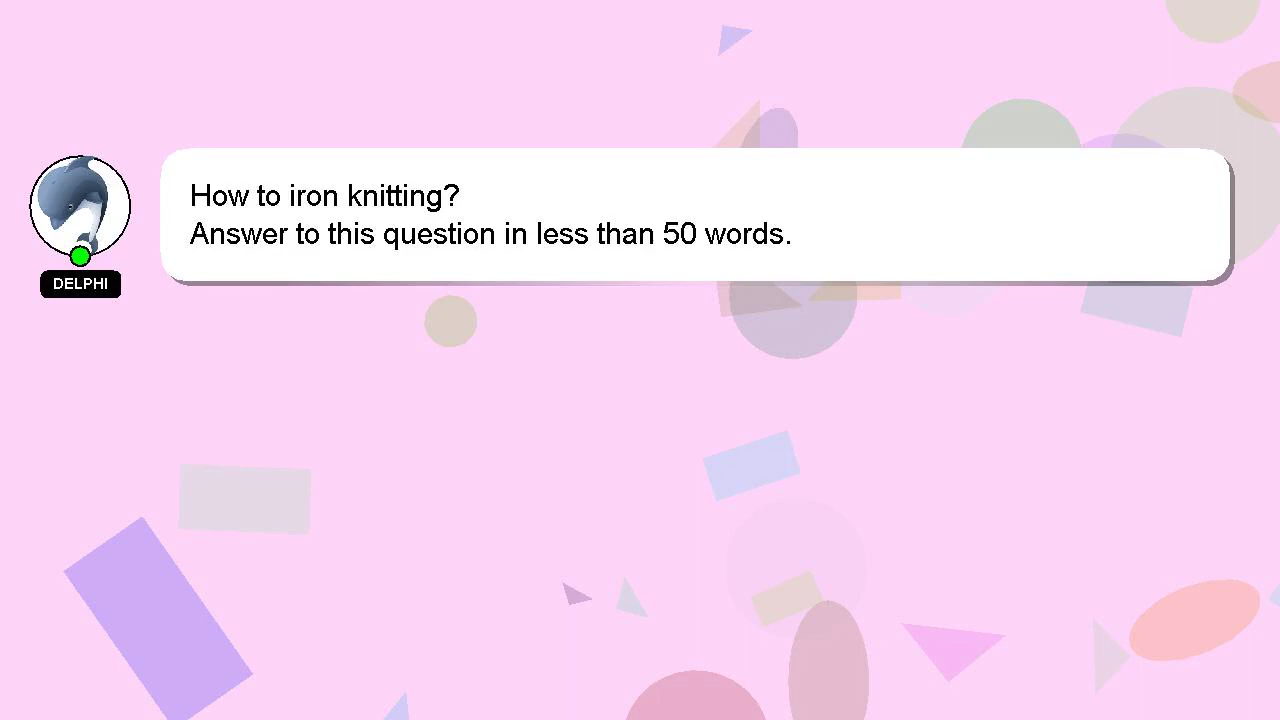 How to iron knitting?
Answer to this question in less than 50 words.
DELPHI